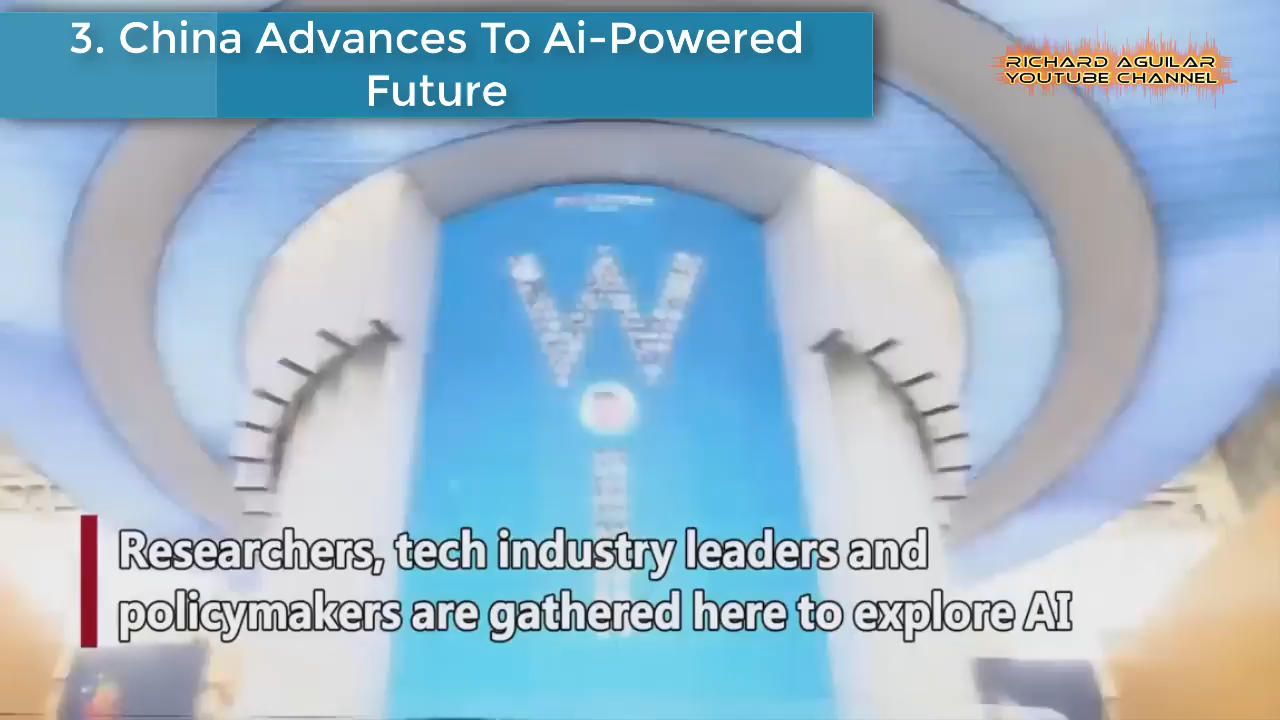 3. China Advances To Ai-Powered
Future
RICHARD AGUILAR
YOUTUBE CHANNEL
W
Researchers, tech industry leaders and
policymakers are gathered here to explore AI